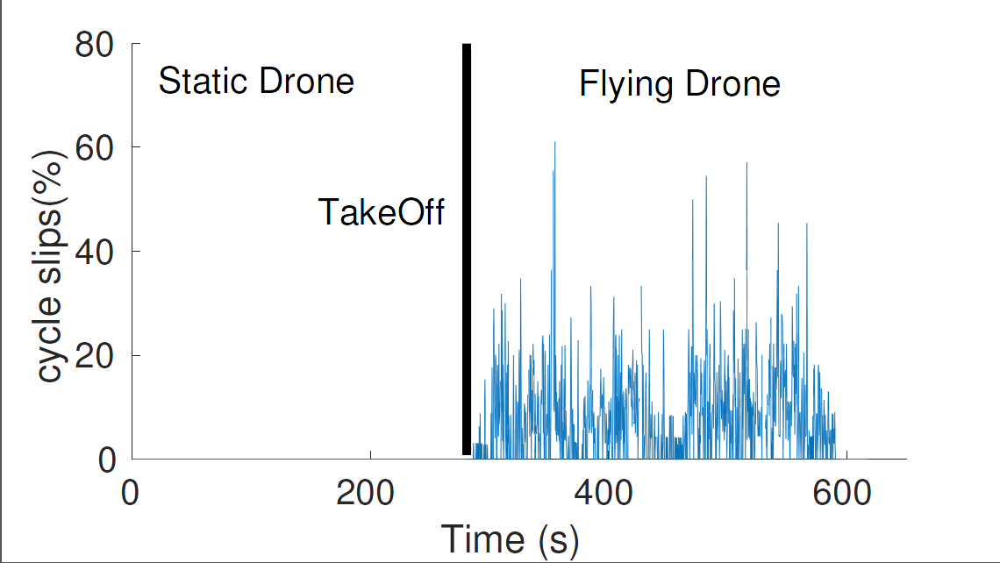 80
Static Drone
Flying Drone
60
TakeOff
40
20
0
cycle slips(%)
0 200 400 600
Time (s)